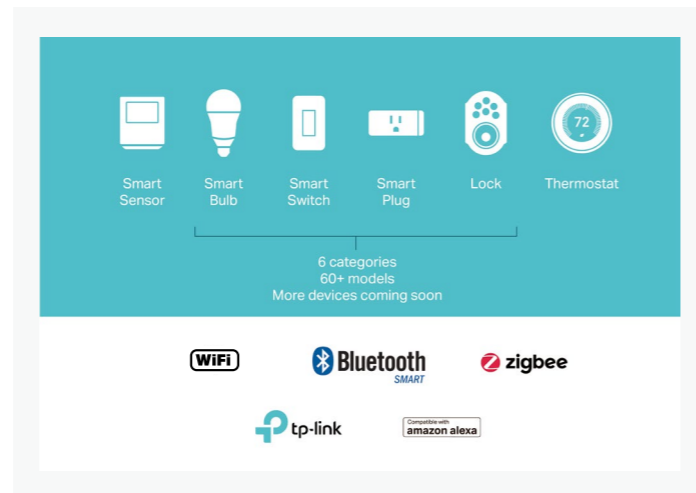 72
Smart
Sensor
Smart
Bulb
Smart
Switch
Smart
Plug
Lock
Thermostat
6 categories
60+ models
More devices coming soon
WiFi
Bluetooth
SMART
zigbee
tp-link
Compatible with
amazon alexa